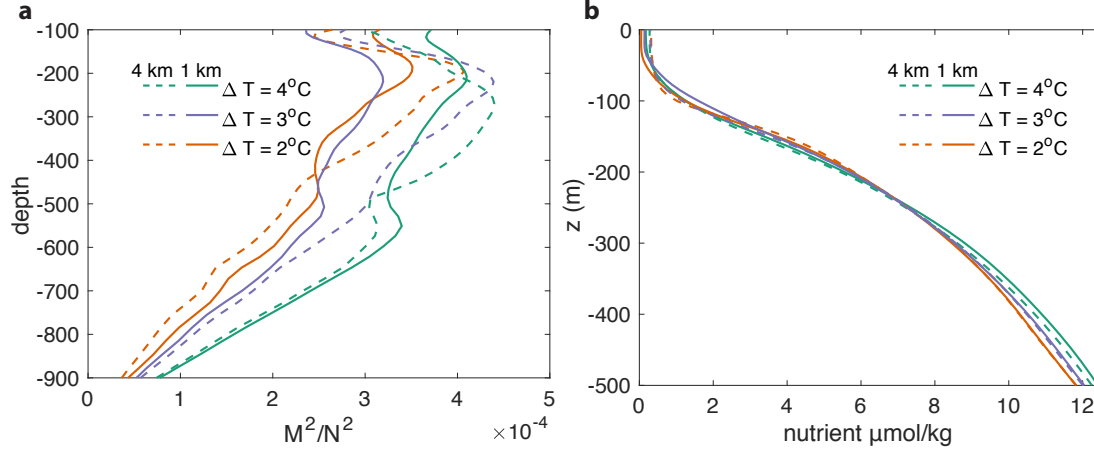 a
-100
-200
-300
-400
-500
-600
-700
-800
-900
depth
4 km 1 km
Δ T = 4°C
Δ T = 3°C
Δ T = 2°C
0
1
2
3
4
5
×10⁻⁴
M²/N²
b
0
-100
-200
-300
-400
-500
z (m)
4 km 1 km
Δ T = 4°C
Δ T = 3°C
Δ T = 2°C
0
2
4
6
8
10
12
nutrient μmol/kg